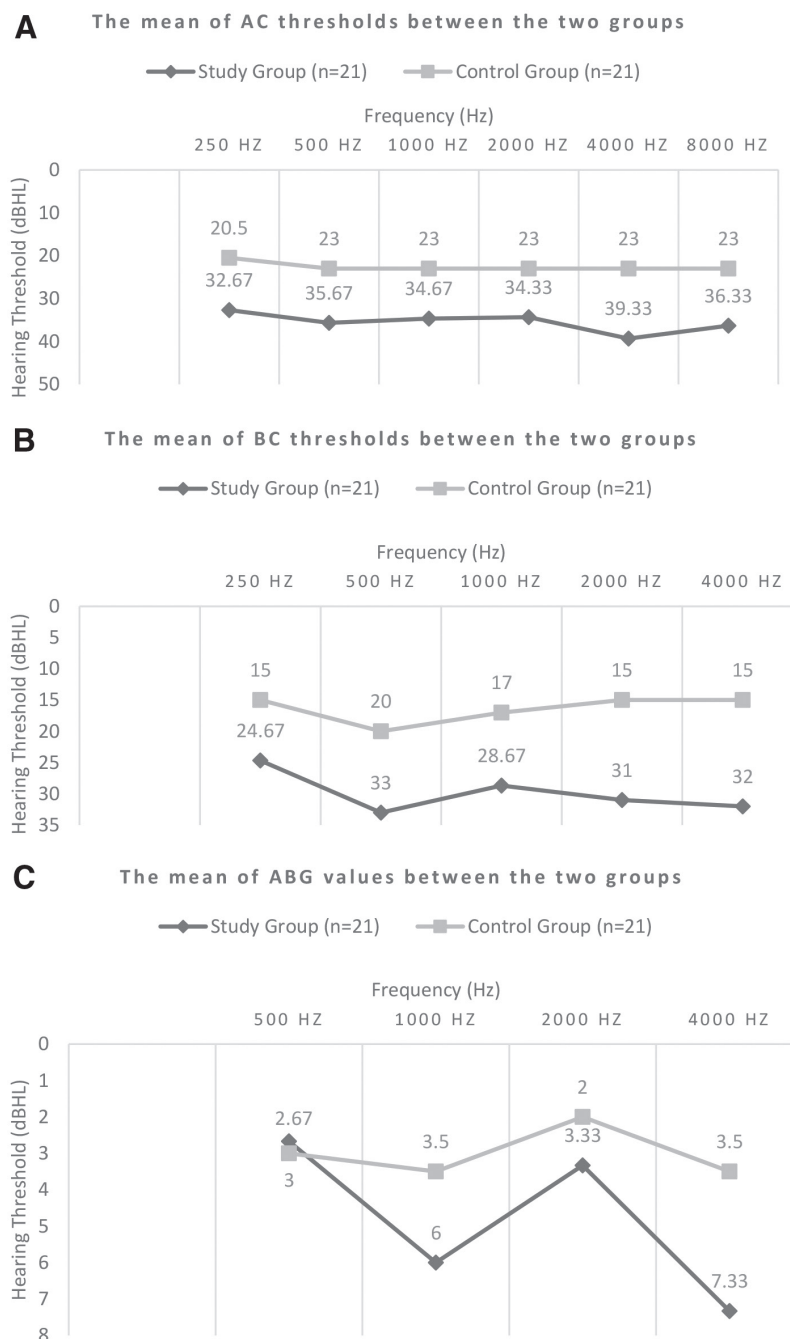 A
The mean of AC thresholds between the two groups
Study Group (n=21) Control Group (n=21)
Frequency (Hz)
250 HZ 500 HZ 1000 HZ 2000 HZ 4000 HZ 8000 HZ
Hearing Threshold (dBHL)
0
10
20
30
40
50
20.5 23 23 23 23 23
32.67 35.67 34.67 34.33 39.33 36.33
B
The mean of BC thresholds between the two groups
Study Group (n=21) Control Group (n=21)
Frequency (Hz)
250 HZ 500 HZ 1000 HZ 2000 HZ 4000 HZ
Hearing Threshold (dBHL)
0
5
10
15
20
25
30
35
15 20 17 15 15
24.67 33 28.67 31 32
C
The mean of ABG values between the two groups
Study Group (n=21) Control Group (n=21)
Frequency (Hz)
500 HZ 1000 HZ 2000 HZ 4000 HZ
Hearing Threshold (dBHL)
0
1
2
3
4
5
6
7
8
2.67 6 3.33 7.33
3 3.5 2 3.5